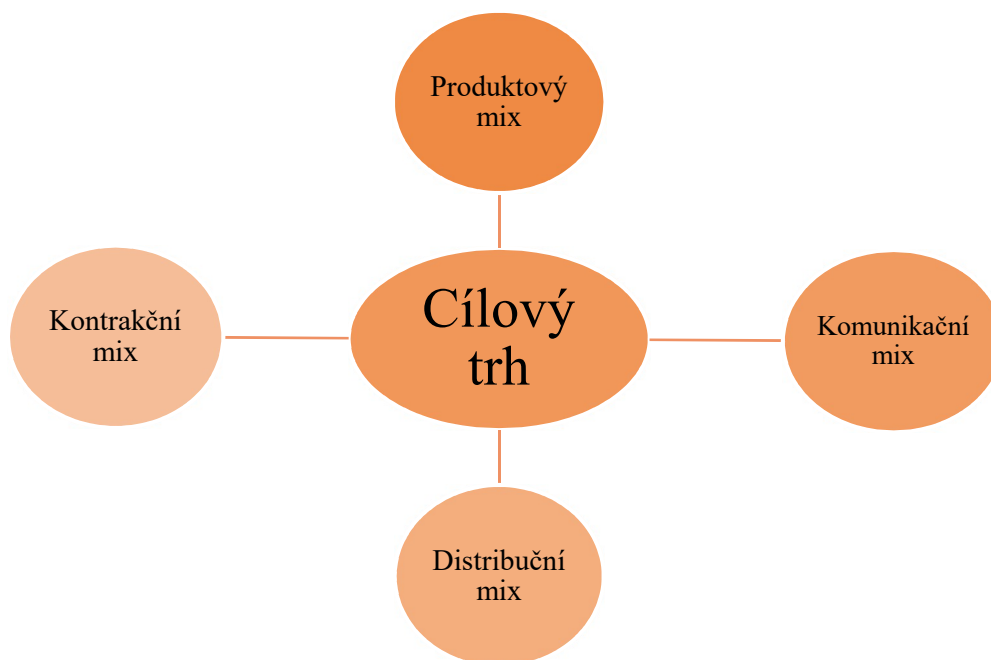 Produktový
mix
Kontrakční
mix
Cílový
trh
Komunikační
mix
Distribuční
mix